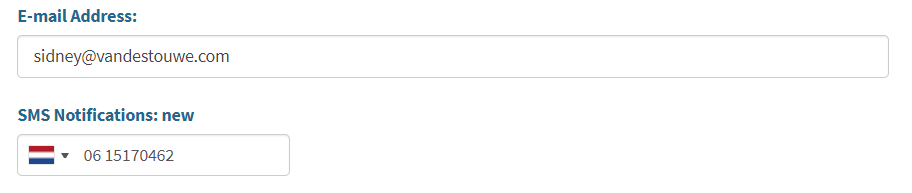 E-mail Address:
sidney@vandestouwe.com
SMS Notifications: new
06 15170462